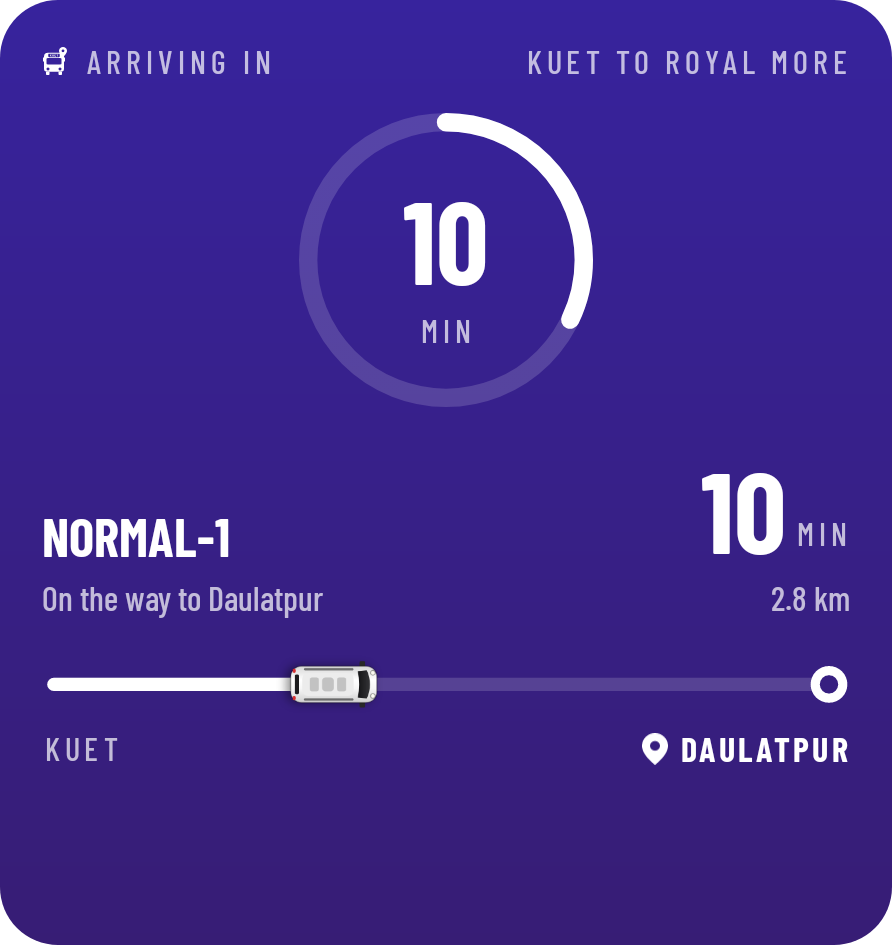 ARRIVING IN
KUET TO ROYAL MORE
10
MIN
NORMAL-1
10 MIN
On the way to Daulatpur
2.8 km
KUET
DAULATPUR